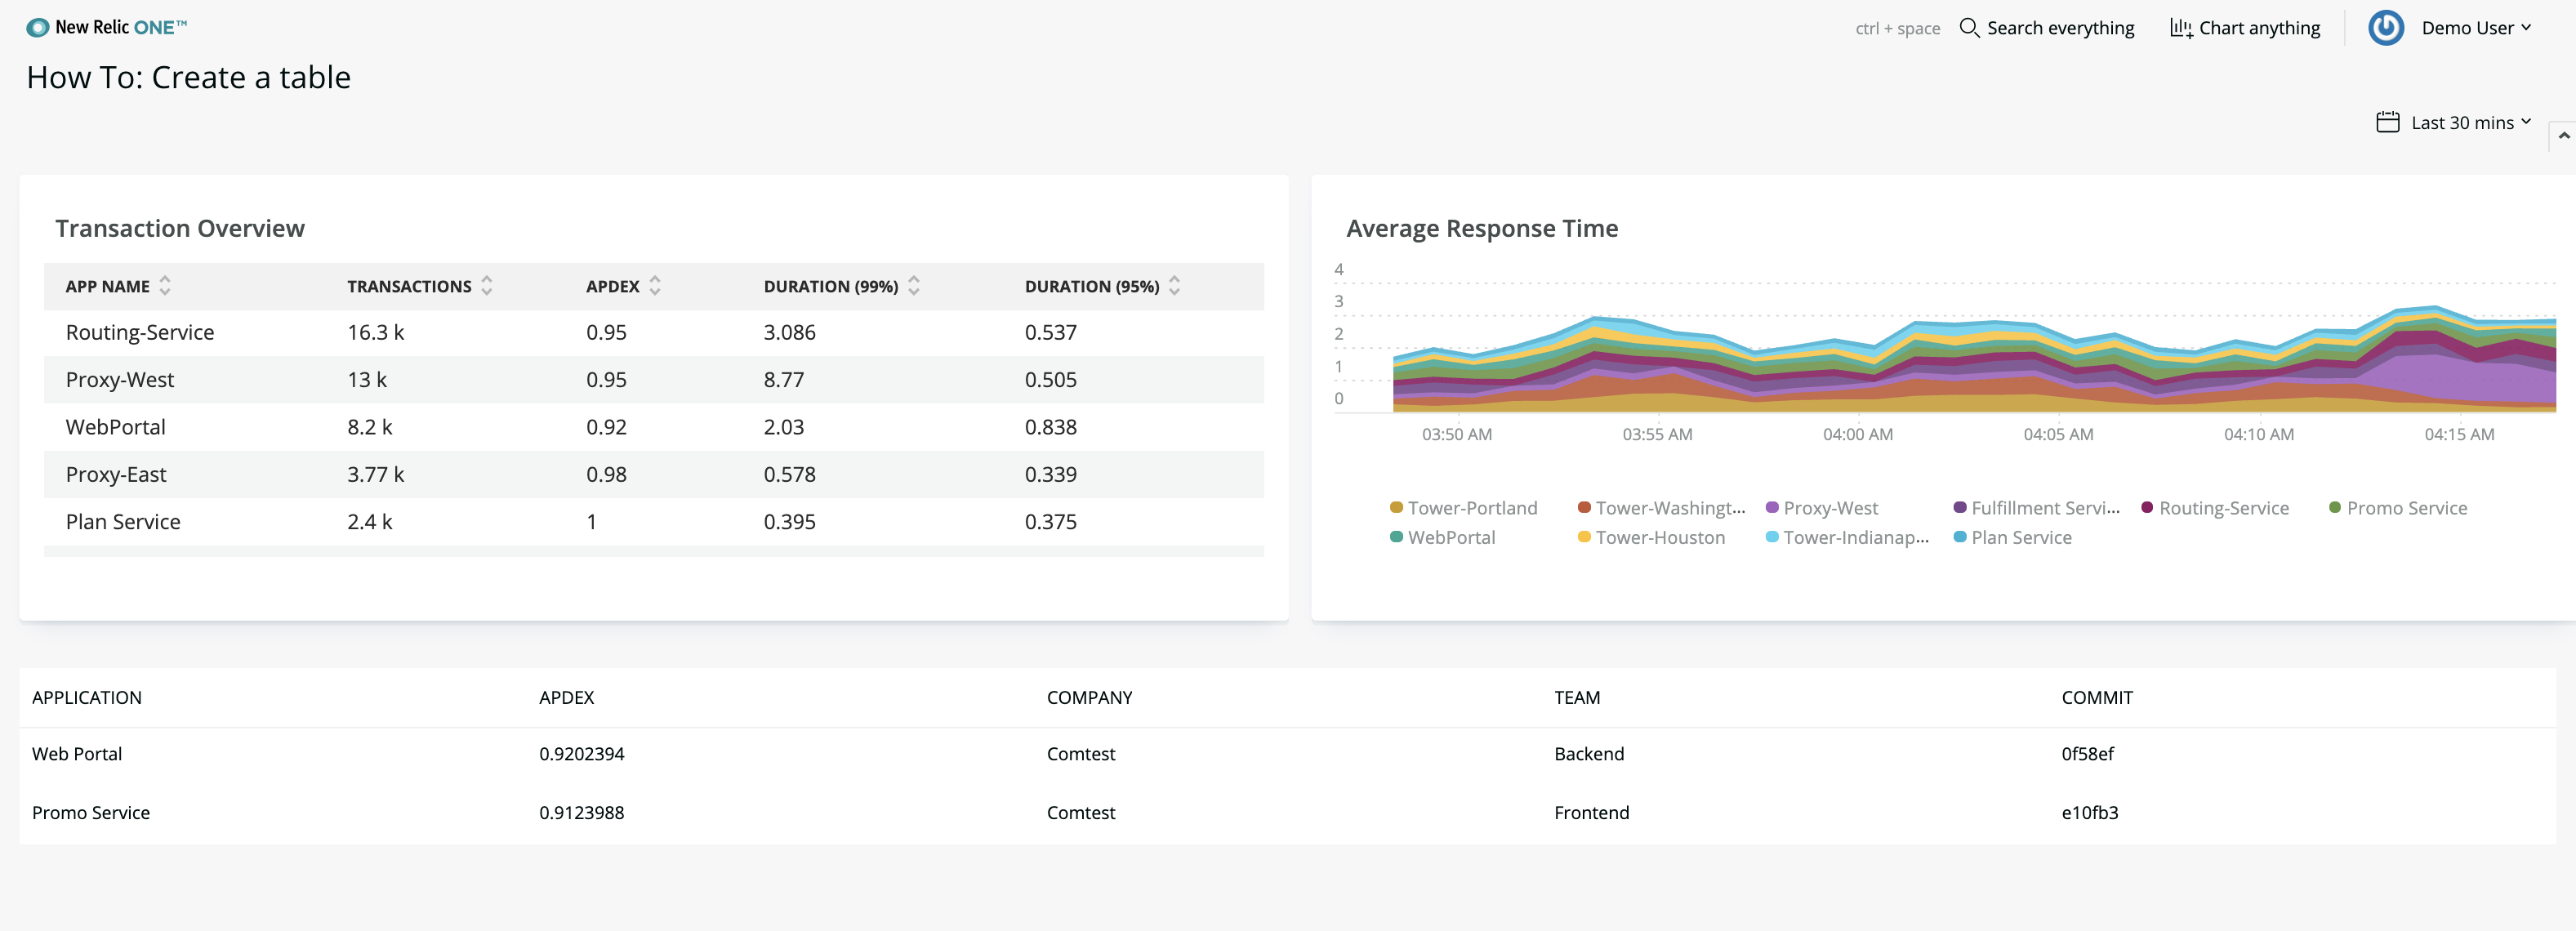 New Relic ONE™
ctrl + space Search everything Chart anything Demo User
How To: Create a table
Last 30 mins
Transaction Overview
APP NAME TRANSACTIONS APDEX DURATION (99%) DURATION (95%)
Routing-Service 16.3 k 0.95 3.086 0.537
Proxy-West 13 k 0.95 8.77 0.505
WebPortal 8.2 k 0.92 2.03 0.838
Proxy-East 3.77 k 0.98 0.578 0.339
Plan Service 2.4 k 1 0.395 0.375
Average Response Time
4
3
2
1
0
03:50 AM 03:55 AM 04:00 AM 04:05 AM 04:10 AM 04:15 AM
Tower-Portland Tower-Washingt... Proxy-West Fulfillment Servi... Routing-Service Promo Service
WebPortal Tower-Houston Tower-Indianap... Plan Service
APPLICATION APDEX COMPANY TEAM COMMIT
Web Portal 0.9202394 Comtest Backend 0f58ef
Promo Service 0.9123988 Comtest Frontend e10fb3